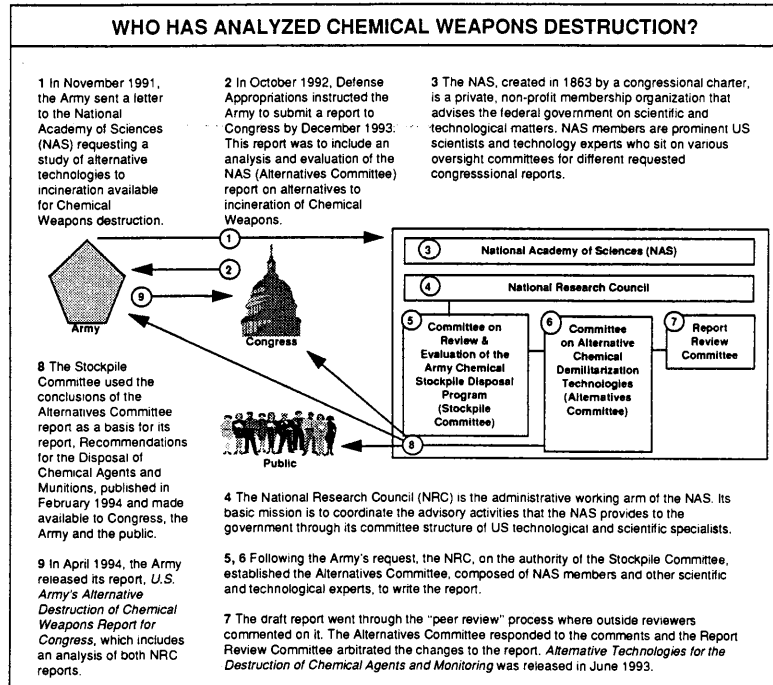 WHO HAS ANALYZED CHEMICAL WEAPONS DESTRUCTION?
1 In November 1991,
the Army sent a letter
to the National
Academy of Sciences
(NAS) requesting a
study of alternative
technologies to
incineration available
for Chemical
Weapons destruction.
2 In October 1992, Defense
Appropriations instructed the
Army to submit a report to
Congress by December 1993.
This report was to include an
analysis and evaluation of the
NAS (Alternatives Committee)
report on alternatives to
incineration of Chemical
Weapons.
3 The NAS, created in 1863 by a congressional charter,
is a private, non-profit membership organization that
advises the federal government on scientific and
technological matters. NAS members are prominent US
scientists and technology experts who sit on various
oversight committees for different requested
congresssional reports.
1
2
9
Army
Congress
Public
3 National Academy of Sciences (NAS)
4 National Research Council
5
Committee on
Review &
Evaluation of the
Army Chemical
Stockpile Disposal
Program
(Stockpile
Committee)
6
Committee
on Alternative
Chemical
Demilitarization
Technologies
(Alternatives
Committee)
7 Report
Review
Committee
8
8 The Stockpile
Committee used the
conclusions of the
Alternatives Committee
report as a basis for its
report, Recommendations
for the Disposal of
Chemical Agents and
Munitions, published in
February 1994 and made
available to Congress, the
Army and the public.
9 In April 1994, the Army
released its report, U.S.
Army's Alternative
Destruction of Chemical
Weapons Report for
Congress, which includes
an analysis of both NRC
reports.
4 The National Research Council (NRC) is the administrative working arm of the NAS. Its
basic mission is to coordinate the advisory activities that the NAS provides to the
government through its committee structure of US technological and scientific specialists.
5, 6 Following the Army's request, the NRC, on the authority of the Stockpile Committee,
established the Alternatives Committee, composed of NAS members and other scientific
and technological experts, to write the report.
7 The draft report went through the "peer review" process where outside reviewers
commented on it. The Alternatives Committee responded to the comments and the Report
Review Committee arbitrated the changes to the report. Alternative Technologies for the
Destruction of Chemical Agents and Monitoring was released in June 1993.